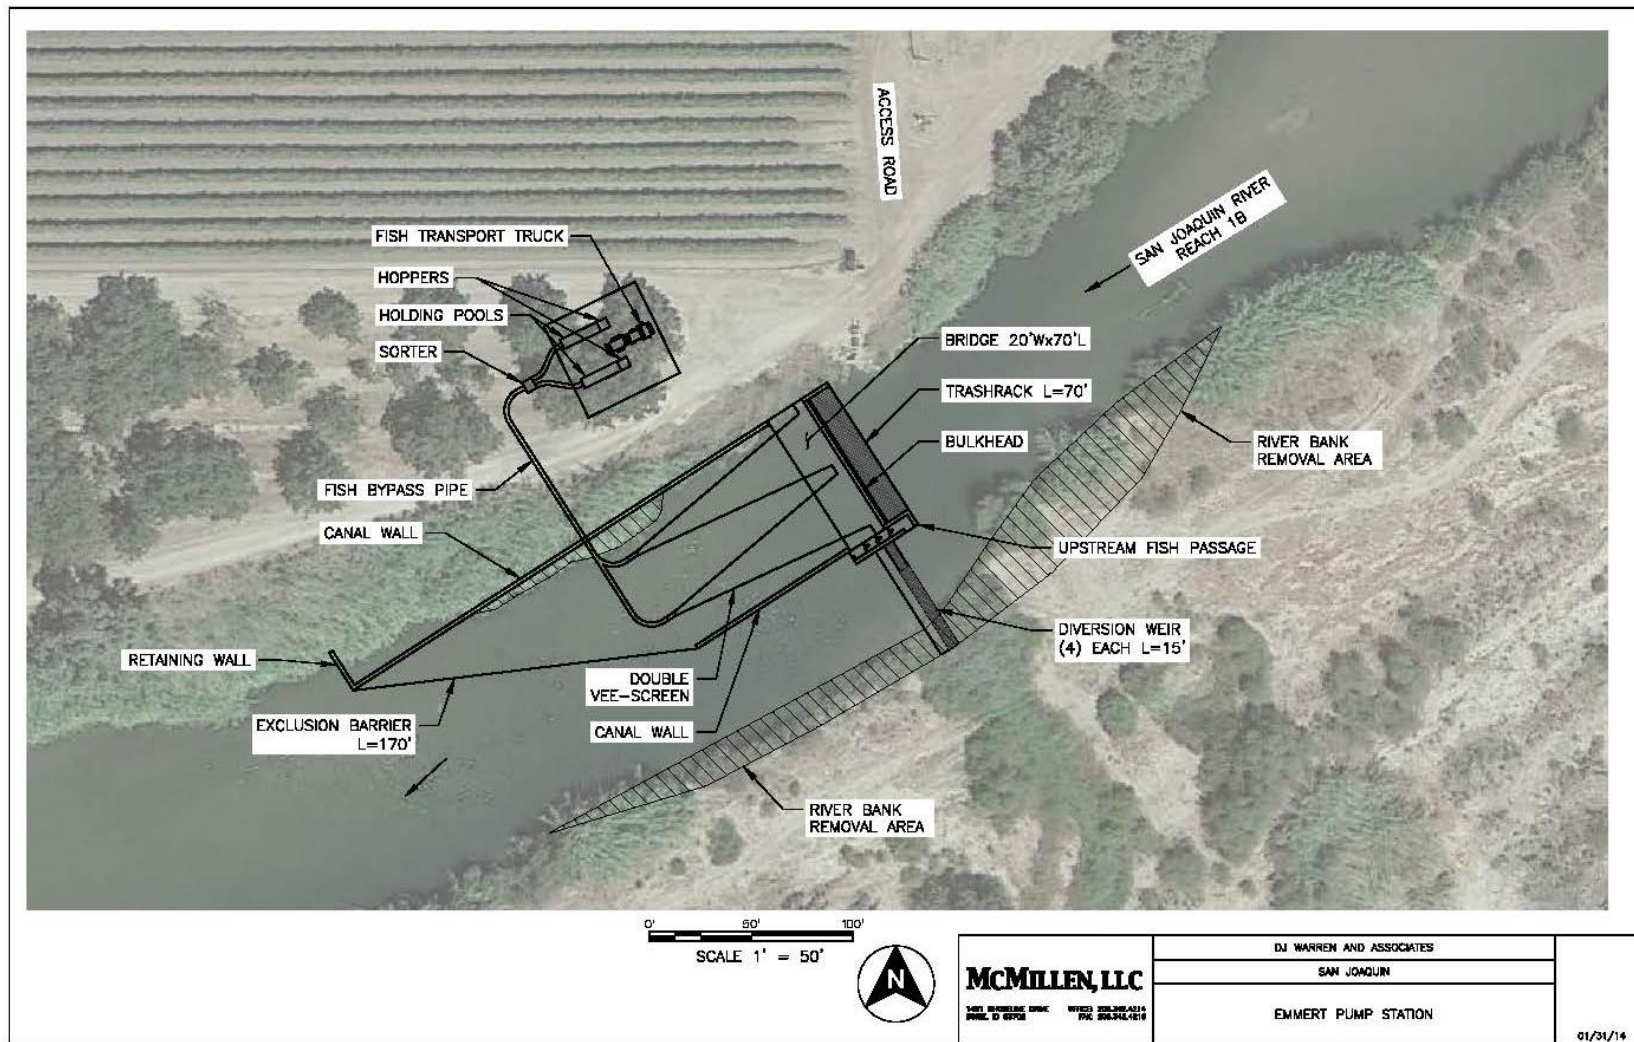 ACCESS ROAD
SAN JOAQUIN RIVER
REACH 1B
FISH TRANSPORT TRUCK
HOPPERS
HOLDING POOLS
SORTER
BRIDGE 20'Wx70'L
TRASHRACK L=70'
BULKHEAD
RIVER BANK
REMOVAL AREA
FISH BYPASS PIPE
CANAL WALL
UPSTREAM FISH PASSAGE
RETAINING WALL
DIVERSION WEIR
(4) EACH L=15'
DOUBLE
VEE-SCREEN
EXCLUSION BARRIER
L=170'
CANAL WALL
RIVER BANK
REMOVAL AREA
0' 50' 100'
SCALE 1' = 50'
N
MCMILLEN, LLC
DJ WARREN AND ASSOCIATES
SAN JOAQUIN
EMMERT PUMP STATION
01/31/14